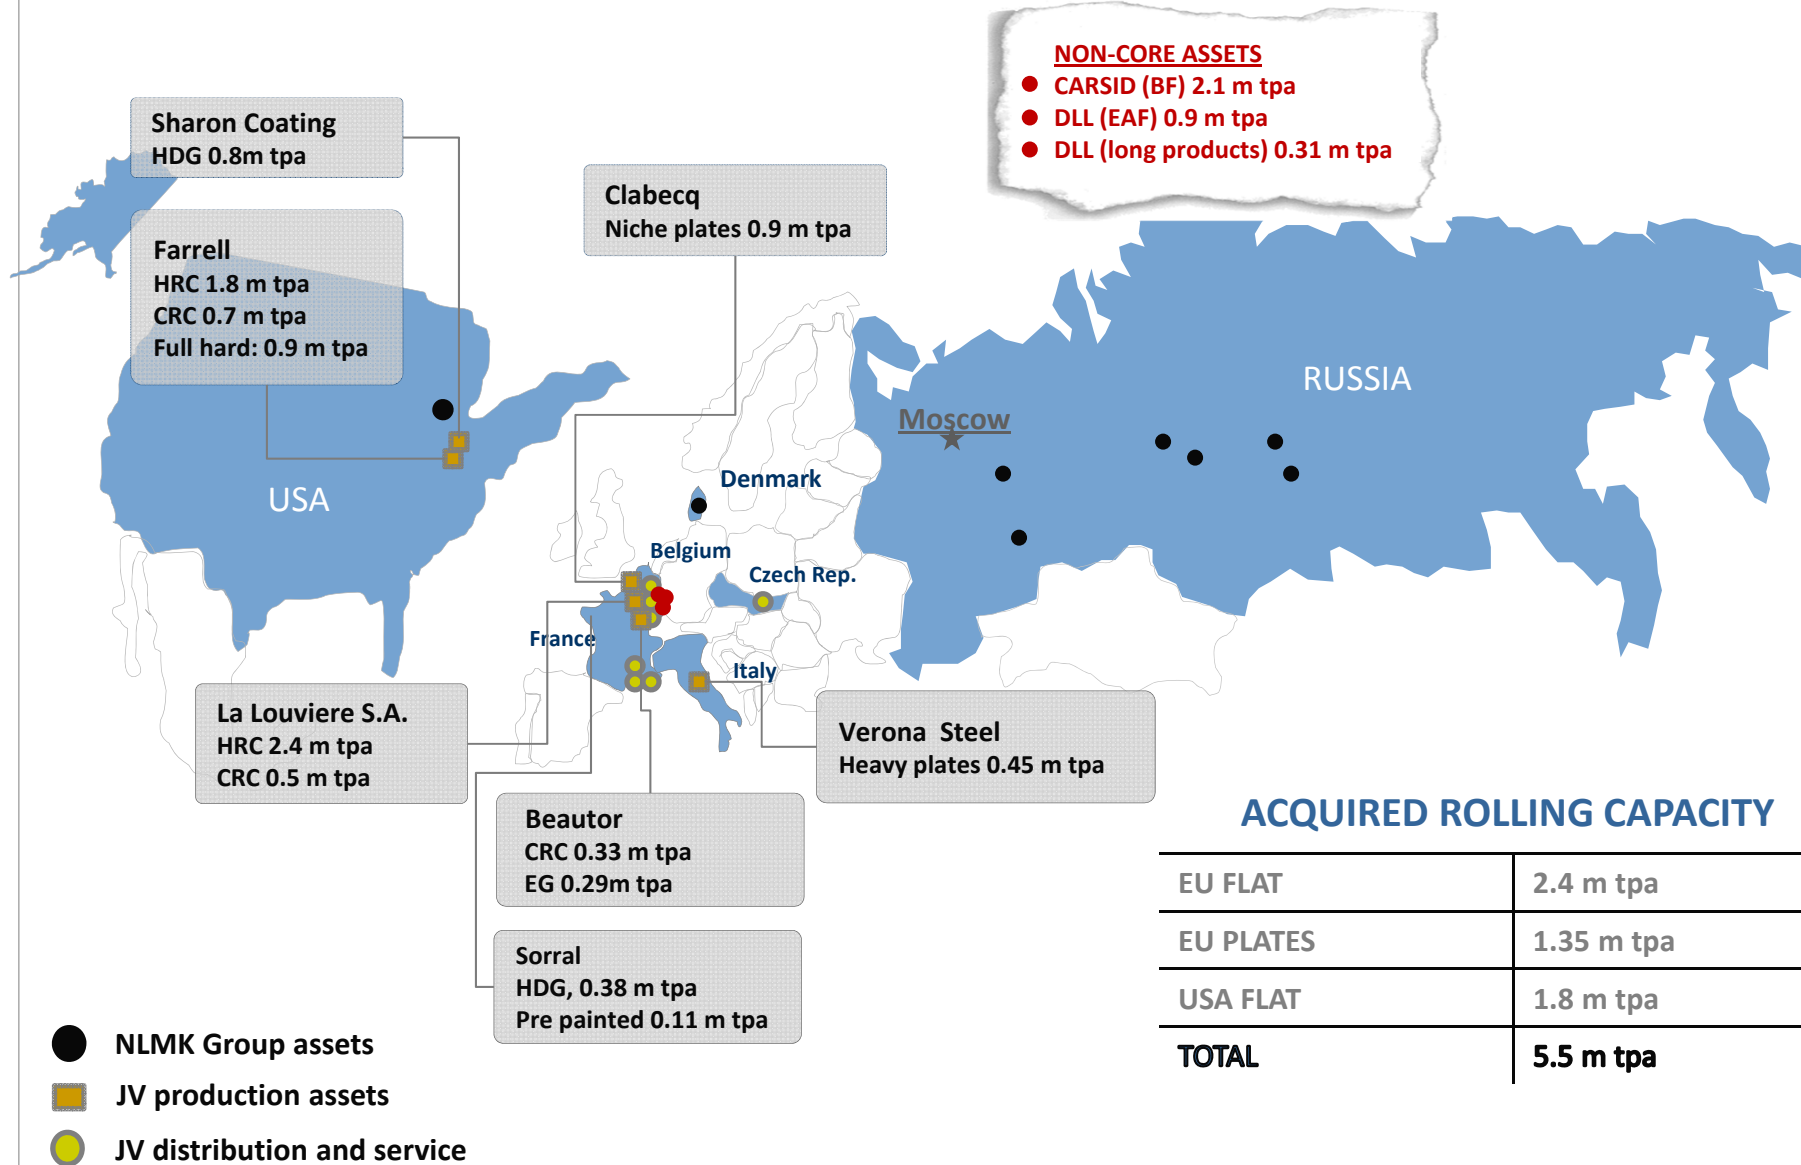 NON-CORE ASSETS
CARSID (BF) 2.1 m tpa
DLL (EAF) 0.9 m tpa
DLL (long products) 0.31 m tpa
Sharon Coating
HDG 0.8m tpa
Farrell
HRC 1.8 m tpa
CRC 0.7 m tpa
Full hard: 0.9 m tpa
Clabecq
Niche plates 0.9 m tpa
USA
RUSSIA
Moscow
Denmark
Belgium
Czech Rep.
France
Italy
La Louviere S.A.
HRC 2.4 m tpa
CRC 0.5 m tpa
Verona Steel
Heavy plates 0.45 m tpa
Beautor
CRC 0.33 m tpa
EG 0.29m tpa
Sorral
HDG, 0.38 m tpa
Pre painted 0.11 m tpa
ACQUIRED ROLLING CAPACITY
EU FLAT 2.4 m tpa
EU PLATES 1.35 m tpa
USA FLAT 1.8 m tpa
TOTAL 5.5 m tpa
NLMK Group assets
JV production assets
JV distribution and service